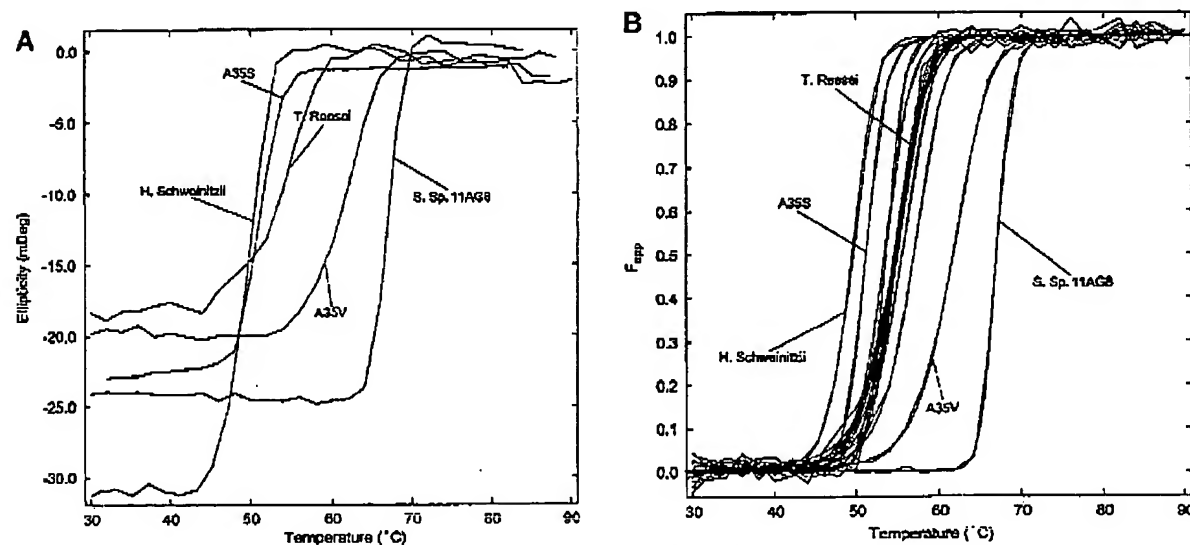 A
0.0
-5.0
-10.0
-15.0
-20.0
-25.0
-30.0
Ellipticity (mDeg)
30 40 50 60 70 80 90
Temperature (°C)
A35S
T. Reesei
H. Schweinitzii
S. Sp. 11AG8
A35V
B
1.0
0.9
0.8
0.7
0.6
0.5
0.4
0.3
0.2
0.1
0.0
Fapp
30 40 50 60 70 80 90
Temperature (°C)
T. Reesei
A35S
S. Sp. 11AG8
H. Schweinitzii
A35V